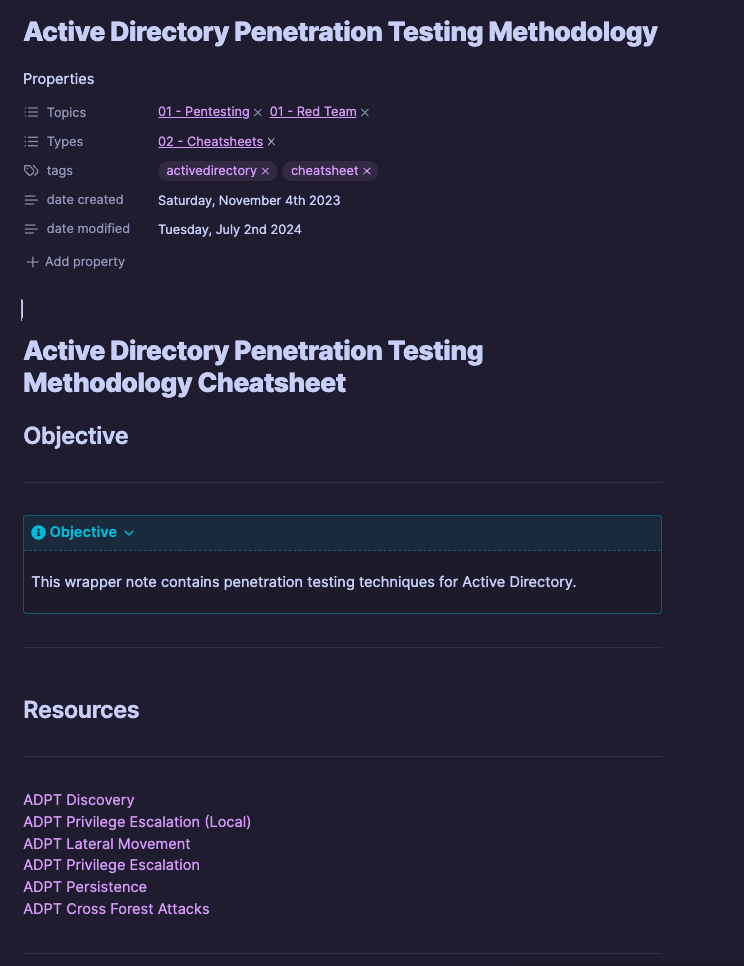 Active Directory Penetration Testing Methodology
Properties
Topics 01 - Pentesting × 01 - Red Team ×
Types 02 - Cheatsheets ×
tags activedirectory × cheatsheet ×
date created Saturday, November 4th 2023
date modified Tuesday, July 2nd 2024
+ Add property
Active Directory Penetration Testing
Methodology Cheatsheet
Objective
Objective
This wrapper note contains penetration testing techniques for Active Directory.
Resources
ADPT Discovery
ADPT Privilege Escalation (Local)
ADPT Lateral Movement
ADPT Privilege Escalation
ADPT Persistence
ADPT Cross Forest Attacks